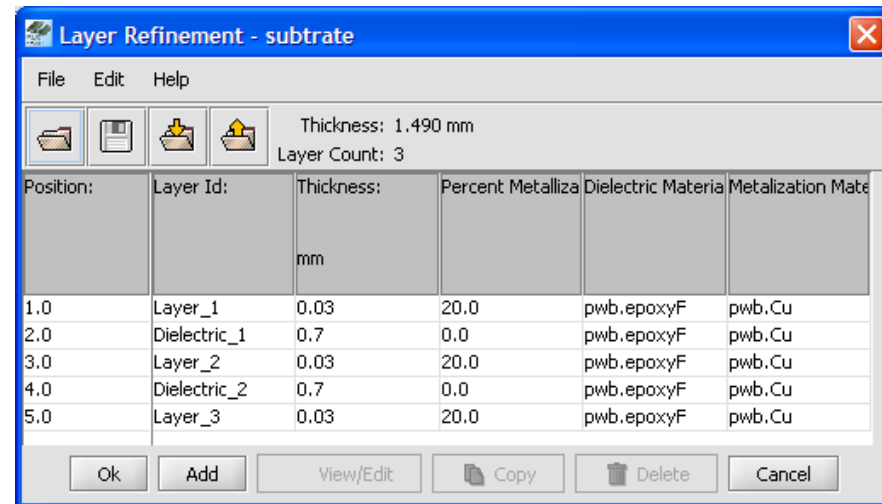 Layer Refinement - subtrate
File Edit Help
Thickness: 1.490 mm
Layer Count: 3
Position: Layer Id: Thickness: Percent Metalliza Dielectric Materia Metalization Mate
mm
1.0 Layer_1 0.03 20.0 pwb.epoxyF pwb.Cu
2.0 Dielectric_1 0.7 0.0 pwb.epoxyF pwb.Cu
3.0 Layer_2 0.03 20.0 pwb.epoxyF pwb.Cu
4.0 Dielectric_2 0.7 0.0 pwb.epoxyF pwb.Cu
5.0 Layer_3 0.03 20.0 pwb.epoxyF pwb.Cu
Ok Add View/Edit Copy Delete Cancel